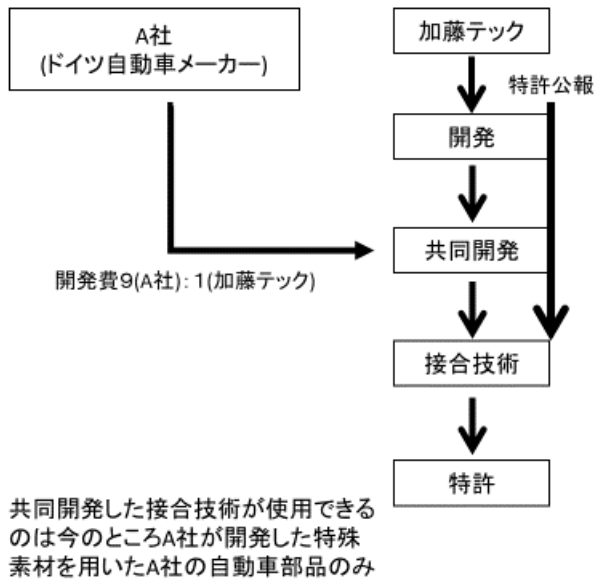 A社
(ドイツ自動車メーカー)
加藤テック
特許公報
開発
共同開発
開発費9(A社):1(加藤テック)
接合技術
特許
共同開発した接合技術が使用できる
のは今のところA社が開発した特殊
素材を用いたA社の自動車部品のみ